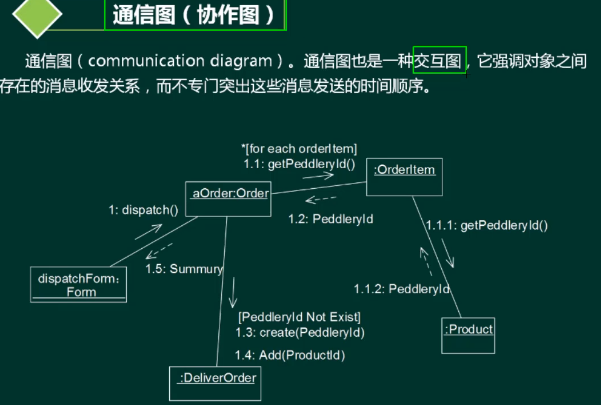 通信图（协作图）
通信图（communication diagram）。通信图也是一种交互图，它强调对象之间
存在的消息收发关系，而不专门突出这些消息发送的时间顺序。
*[for each orderItem]
1.1: getPeddleryId()
:OrderItem
aOrder:Order
1: dispatch()
1.2: PeddleryId
1.1.1: getPeddleryId()
1.5: Summury
dispatchForm:
Form
1.1.2: PeddleryId
[PeddleryId Not Exist]
1.3: create(PeddleryId)
:Product
1.4: Add(ProductId)
:DeliverOrder